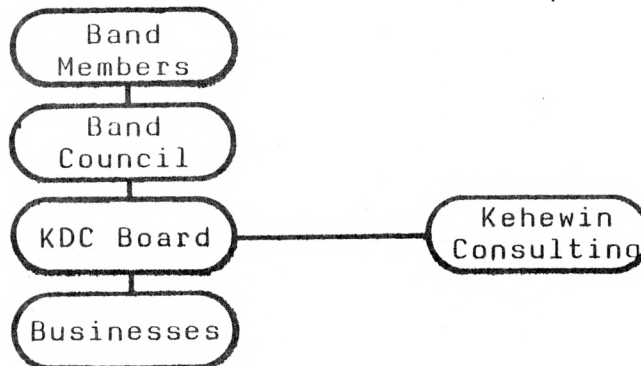 Band
Members
Band
Council
KDC Board
Kehewin
Consulting
Businesses